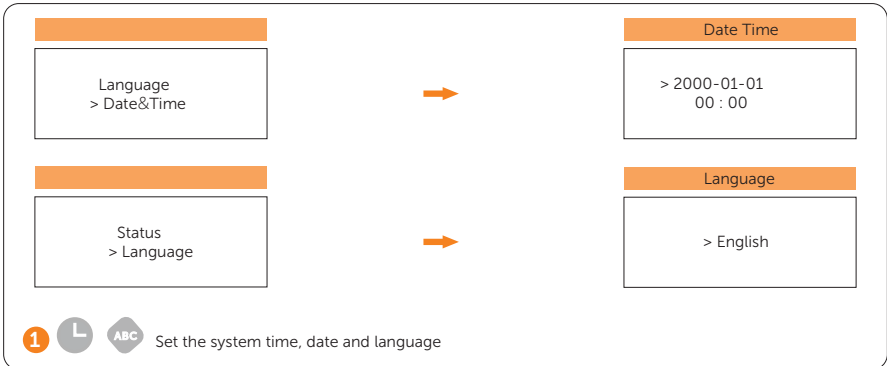 Date Time
Language
> Date&Time
> 2000-01-01
00 : 00
Language
Status
> Language
> English
1 ABC Set the system time, date and language